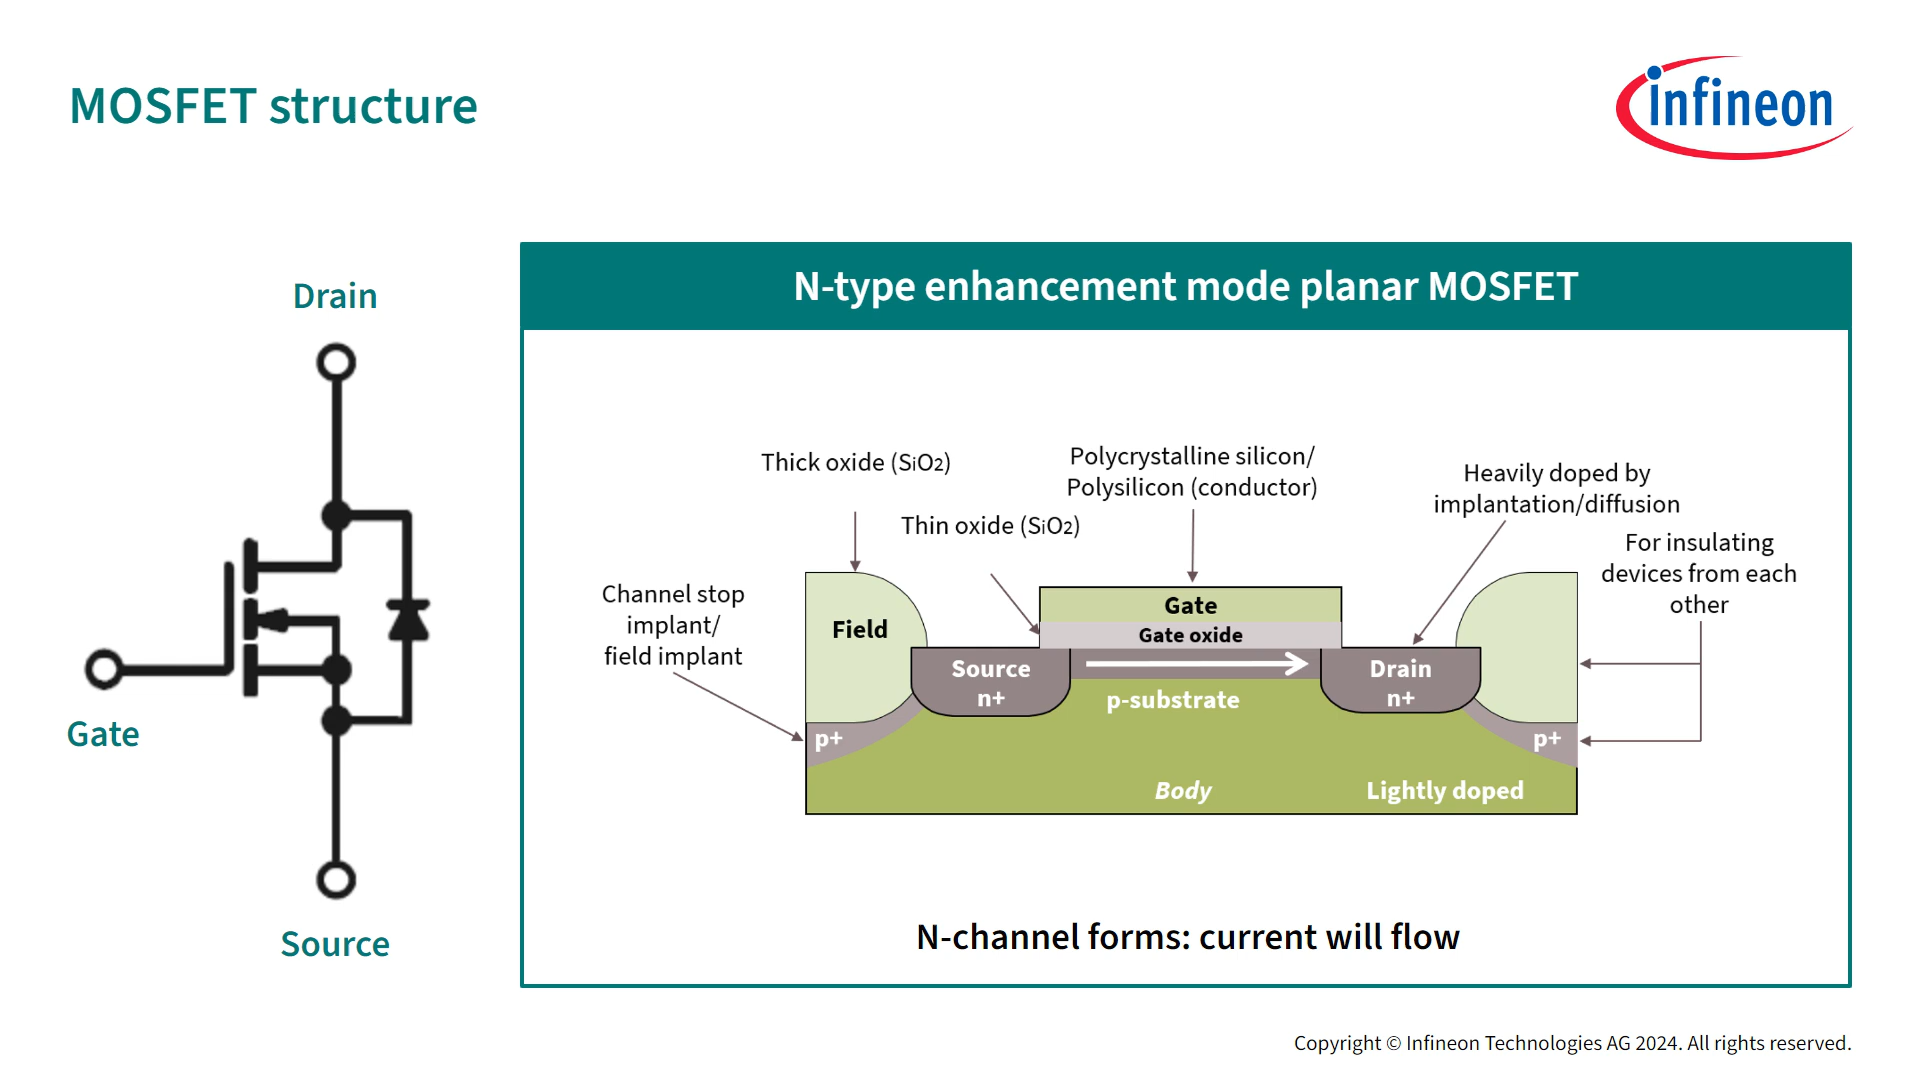 MOSFET structure
infineon
Drain
Gate
Source
N-type enhancement mode planar MOSFET
Thick oxide (SiO2)
Thin oxide (SiO2)
Polycrystalline silicon/
Polysilicon (conductor)
Heavily doped by
implantation/diffusion
For insulating
devices from each
other
Channel stop
implant/
field implant
Field
Gate
Gate oxide
Source
n+
Drain
n+
p-substrate
p+
p+
Body
Lightly doped
N-channel forms: current will flow
Copyright © Infineon Technologies AG 2024. All rights reserved.